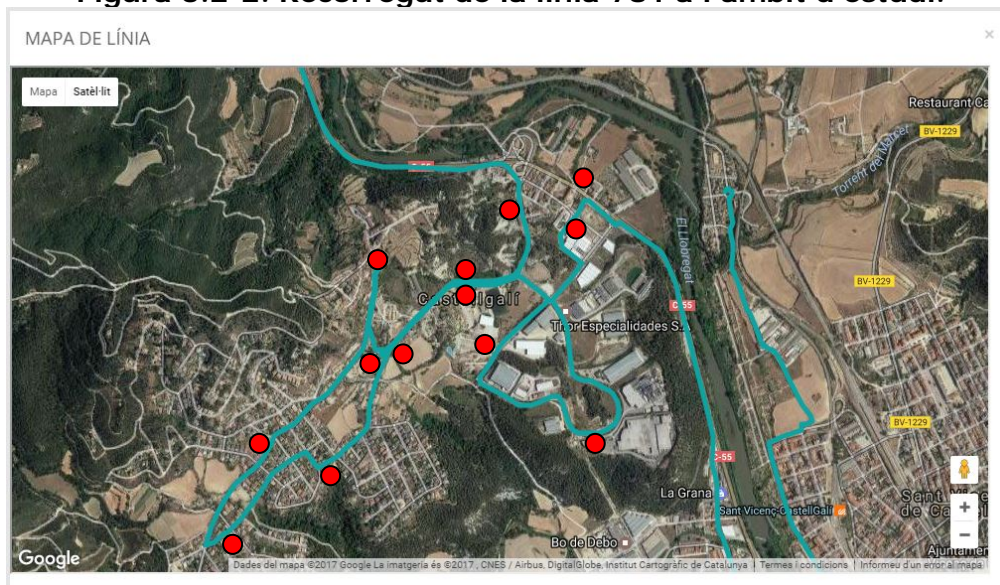 Figura 3.2-2. Recorregut de la línia 781 a l'àmbit d'estudi.
MAPA DE LÍNIA
×
Mapa Satèl·lit
Restaurant Ca
BV-1229
Torrent del Marcet
C-55
El Llobregat
BV-1229
Castellgalí
C-55
Thor Especialidades S.A
BV-1229
C-55
La Grana
Sant Vicenç-CastellGalí
Bo de Debo
Ajuntament
Google
Dades del mapa ©2017 Google La imatgeria és ©2017 , CNES / Airbus, DigitalGlobe, Institut Cartogràfic de Catalunya
Termes i condicions
Informeu d'un error al mapa